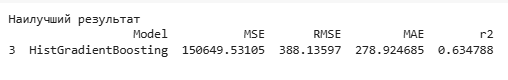 Наилучший результат
Model MSE RMSE MAE r2
3 HistGradientBoosting 150649.53105 388.13597 278.924685 0.634788